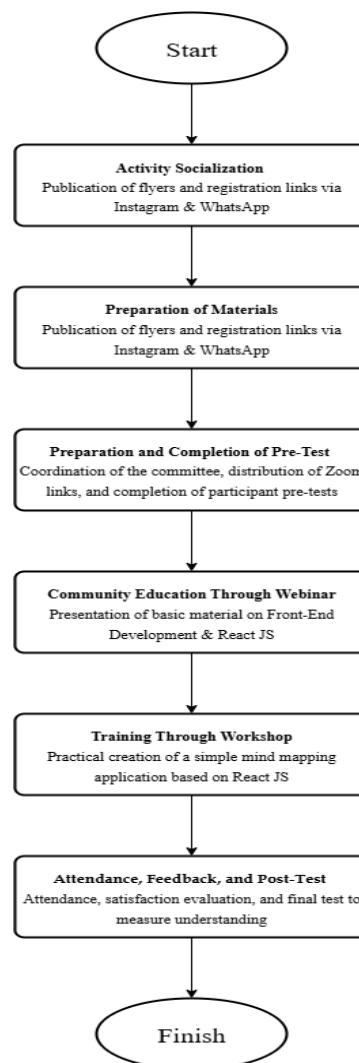 Start
Activity Socialization
Publication of flyers and registration links via
Instagram & WhatsApp
Preparation of Materials
Publication of flyers and registration links via
Instagram & WhatsApp
Preparation and Completion of Pre-Test
Coordination of the committee, distribution of Zoom
links, and completion of participant pre-tests
Community Education Through Webinar
Presentation of basic material on Front-End
Development & React JS
Training Through Workshop
Practical creation of a simple mind mapping
application based on React JS
Attendance, Feedback, and Post-Test
Attendance, satisfaction evaluation, and final test to
measure understanding
Finish